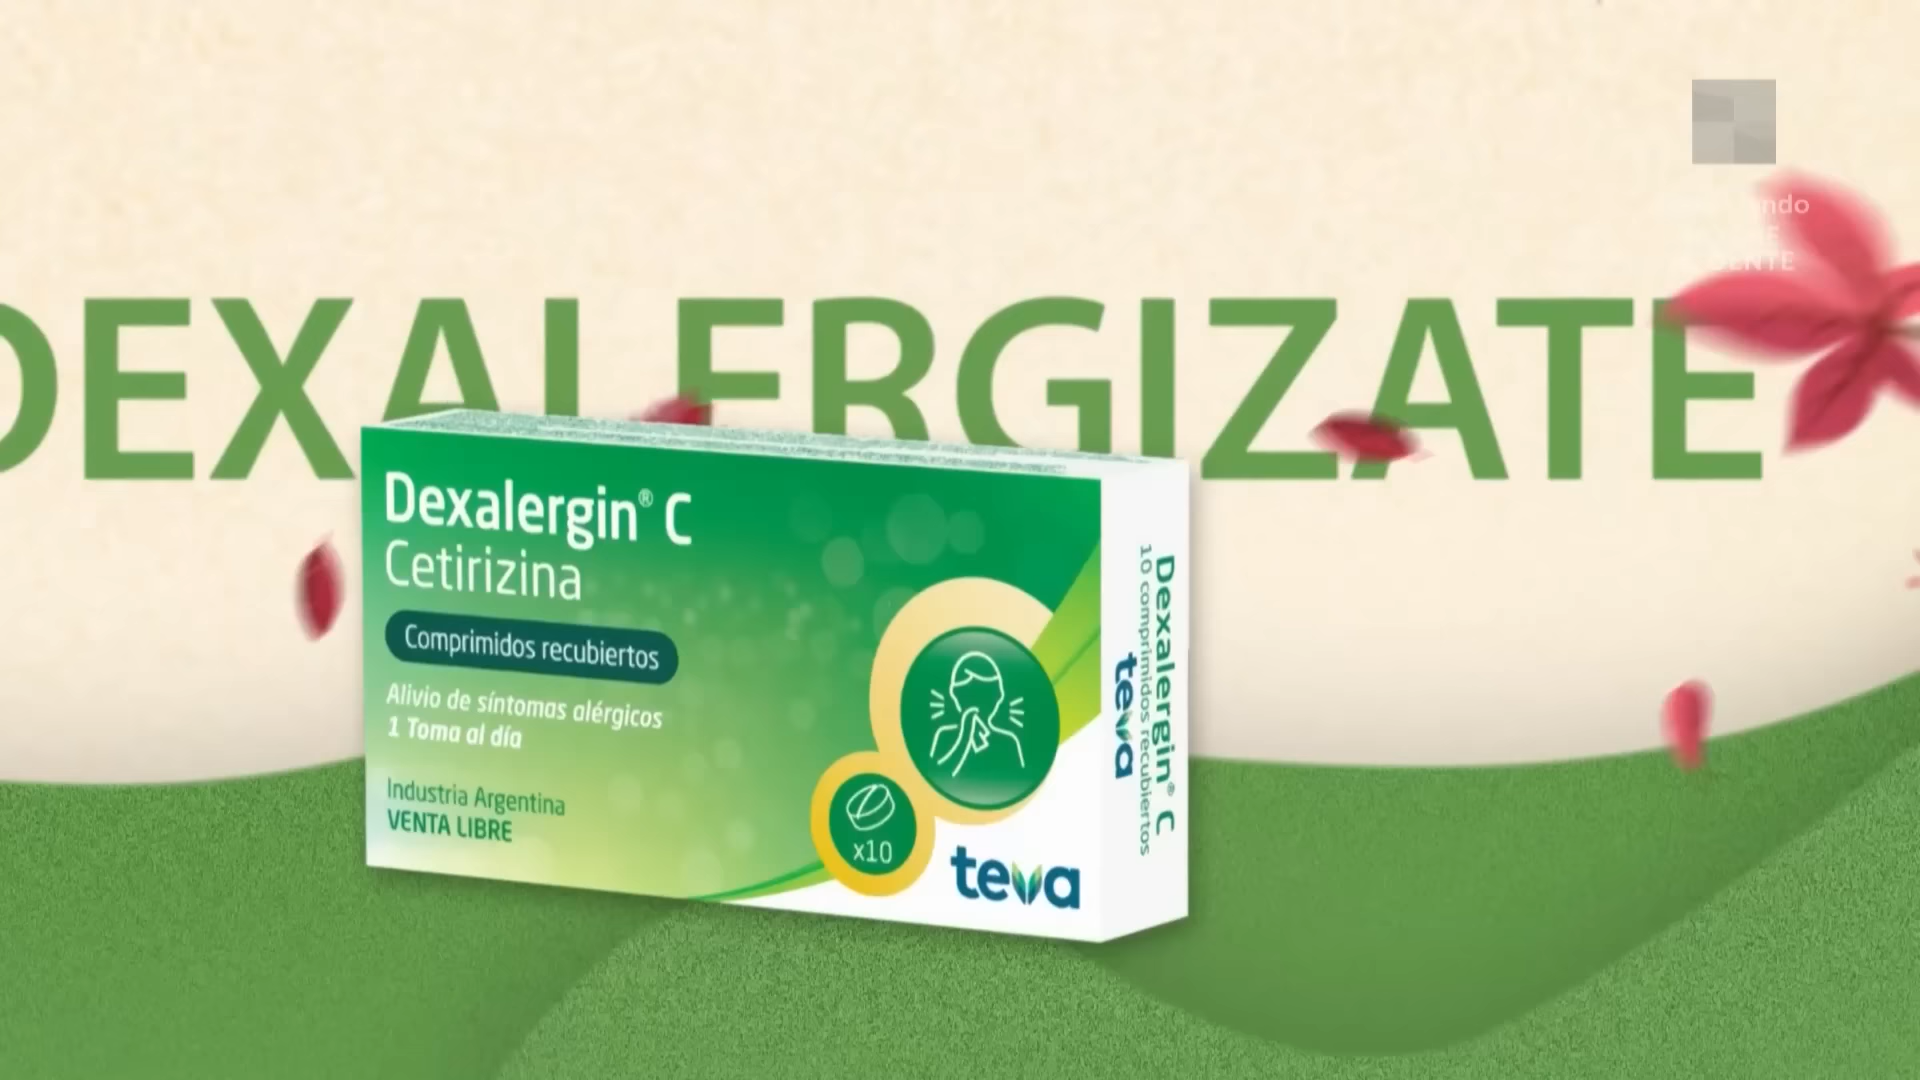 DEXALERGIZATE
Dexalergin® C
Cetirizina
Comprimidos recubiertos
Alivio de síntomas alérgicos
1 Toma al día
Industria Argentina
VENTA LIBRE
x10
teva
Dexalergin® C
10 comprimidos recubiertos
teva